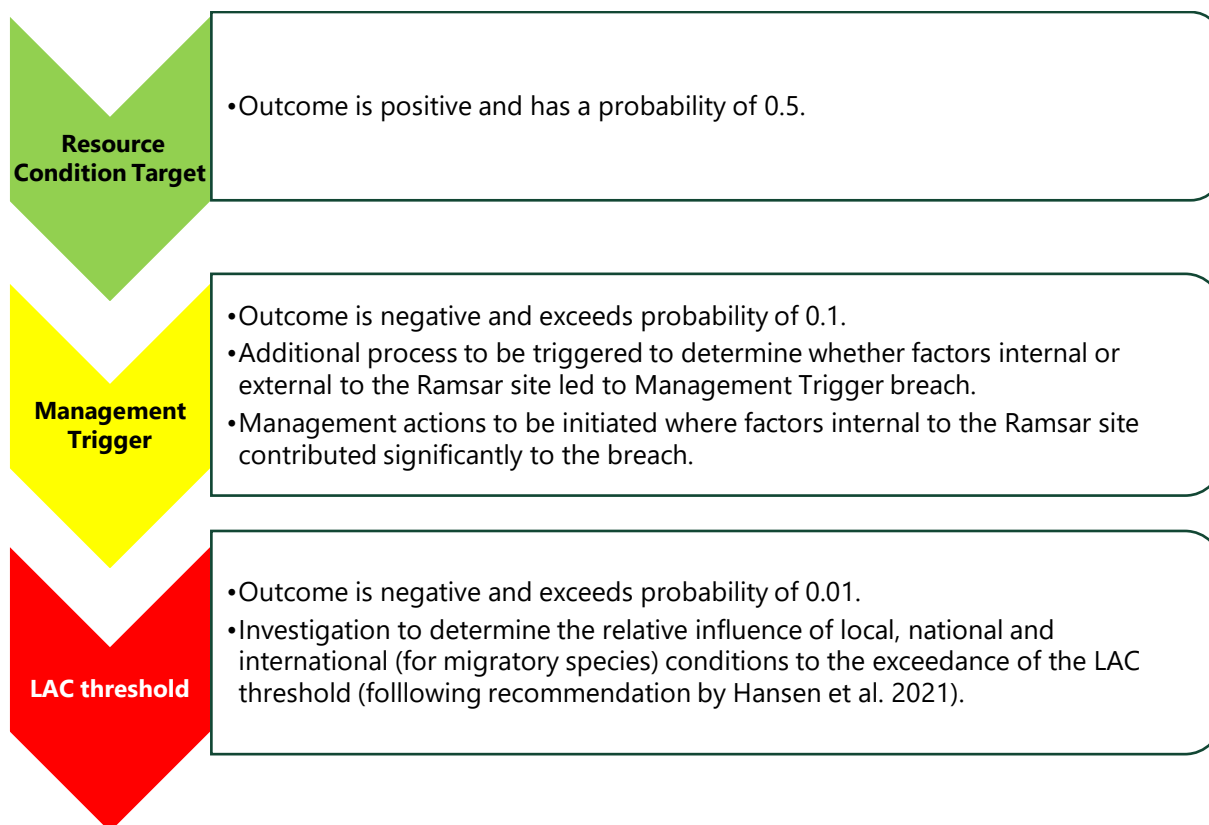 Resource
Condition Target
•Outcome is positive and has a probability of 0.5.
Management
Trigger
•Outcome is negative and exceeds probability of 0.1.
•Additional process to be triggered to determine whether factors internal or
external to the Ramsar site led to Management Trigger breach.
•Management actions to be initiated where factors internal to the Ramsar site
contributed significantly to the breach.
LAC threshold
•Outcome is negative and exceeds probability of 0.01.
•Investigation to determine the relative influence of local, national and
international (for migratory species) conditions to the exceedance of the LAC
threshold (folllowing recommendation by Hansen et al. 2021).